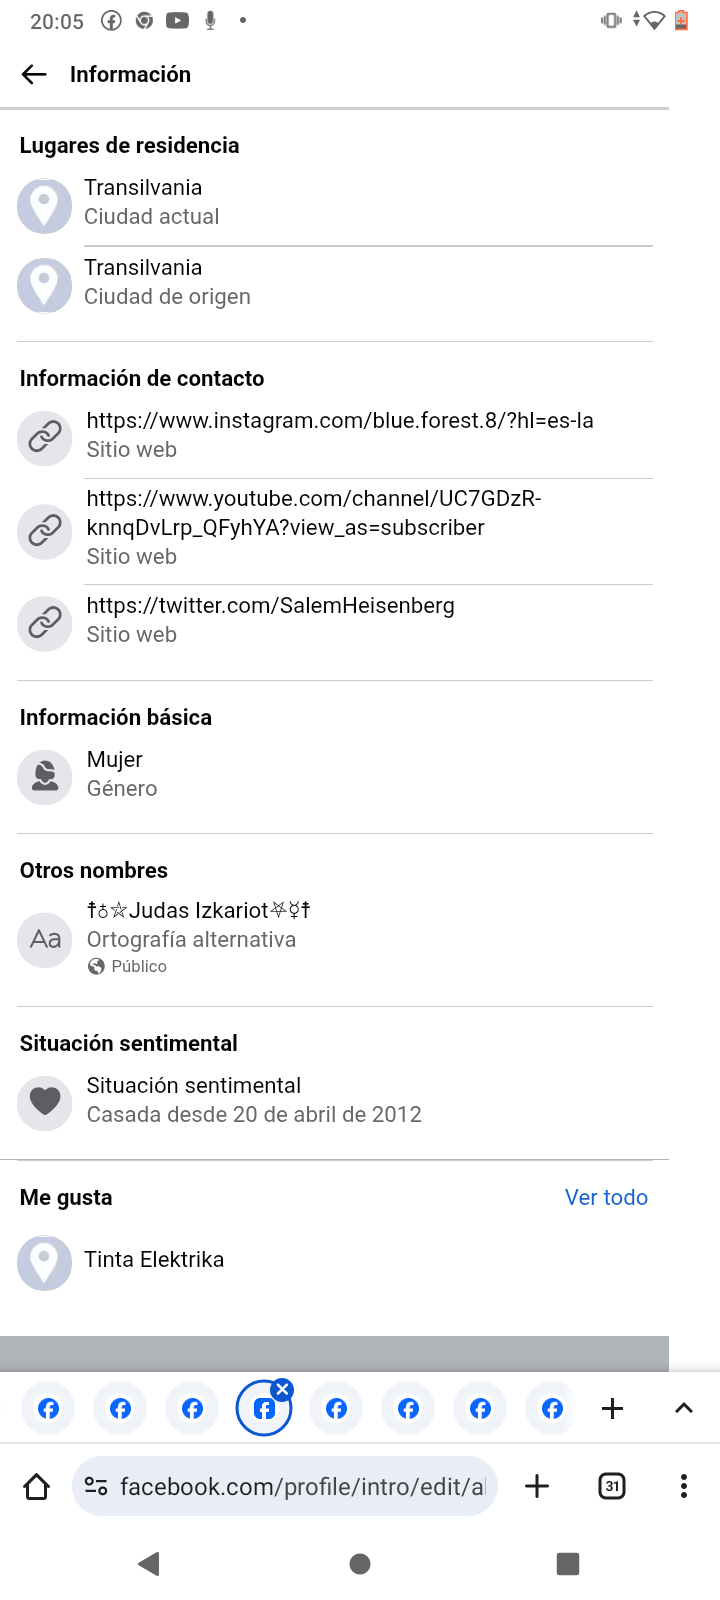 20:05
Información
Lugares de residencia
Transilvania
Ciudad actual
Transilvania
Ciudad de origen
Información de contacto
https://www.instagram.com/blue.forest.8/?hl=es-la
Sitio web
https://www.youtube.com/channel/UC7GDzR-
knnqDvLrp_QFyhYA?view_as=subscriber
Sitio web
https://twitter.com/SalemHeisenberg
Sitio web
Información básica
Mujer
Género
Otros nombres
☨♁⛤Judas Izkariot⛧☿☨
Aa
Ortografía alternativa
Público
Situación sentimental
Situación sentimental
Casada desde 20 de abril de 2012
Me gusta
Ver todo
Tinta Elektrika
facebook.com/profile/intro/edit/a
31